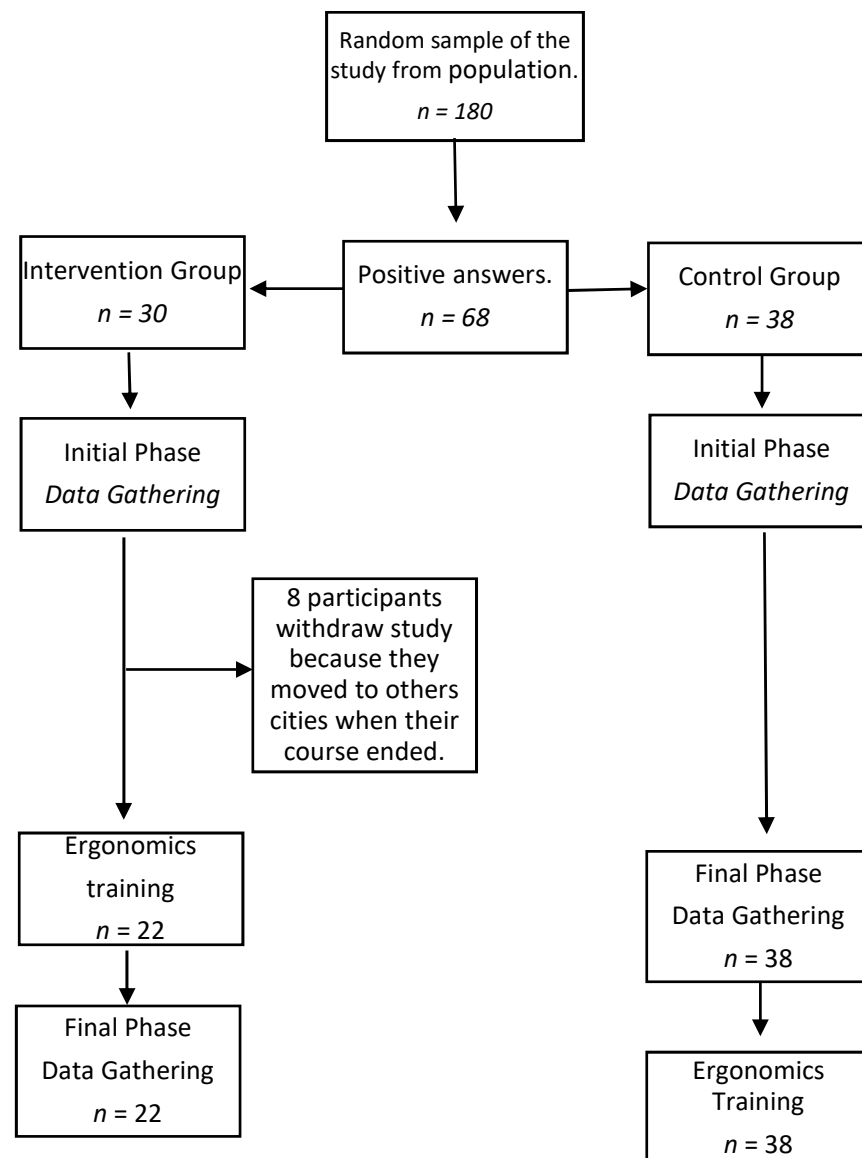 Random sample of the
study from population.
n = 180
Intervention Group
n = 30
Positive answers.
n = 68
Control Group
n = 38
Initial Phase
Data Gathering
Initial Phase
Data Gathering
8 participants
withdraw study
because they
moved to others
cities when their
course ended.
Ergonomics
training
n = 22
Final Phase
Data Gathering
n = 38
Final Phase
Data Gathering
n = 22
Ergonomics
Training
n = 38